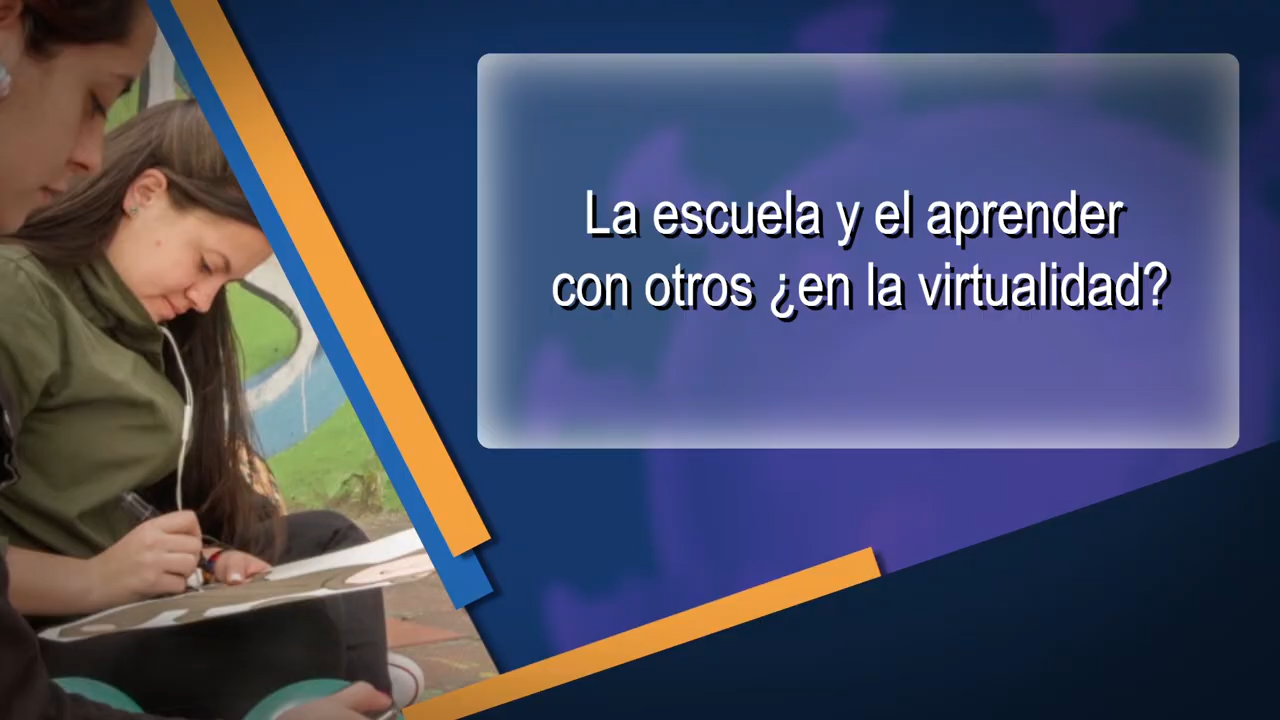 La escuela y el aprender
con otros ¿en la virtualidad?